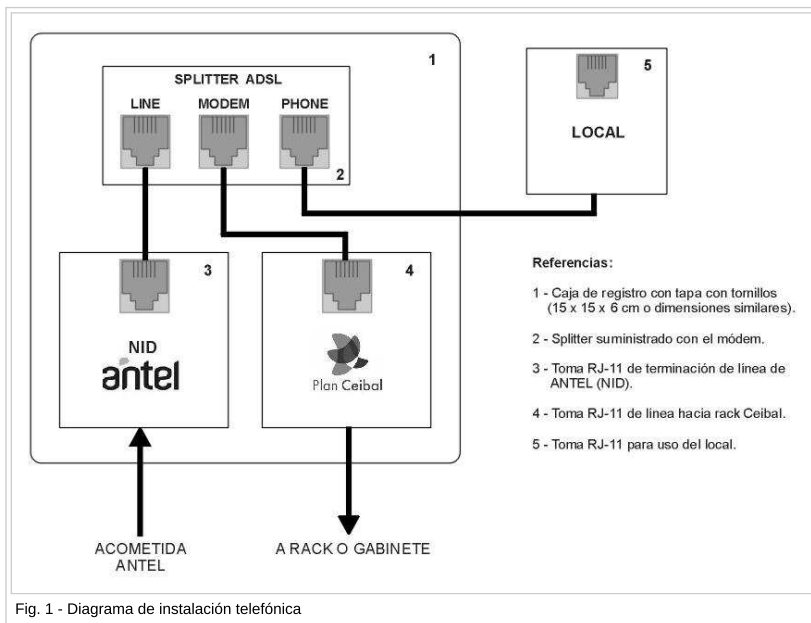 1
SPLITTER ADSL
LINE MODEM PHONE
2
5
LOCAL
3
NID
antel
4
Plan Ceibal
ACOMETIDA
ANTEL
A RACK O GABINETE
Referencias:
1 - Caja de registro con tapa con tornillos
(15 x 15 x 6 cm o dimensiones similares).
2 - Splitter suministrado con el módem.
3 - Toma RJ-11 de terminación de línea de
ANTEL (NID).
4 - Toma RJ-11 de línea hacia rack Ceibal.
5 - Toma RJ-11 para uso del local.
Fig. 1 - Diagrama de instalación telefónica